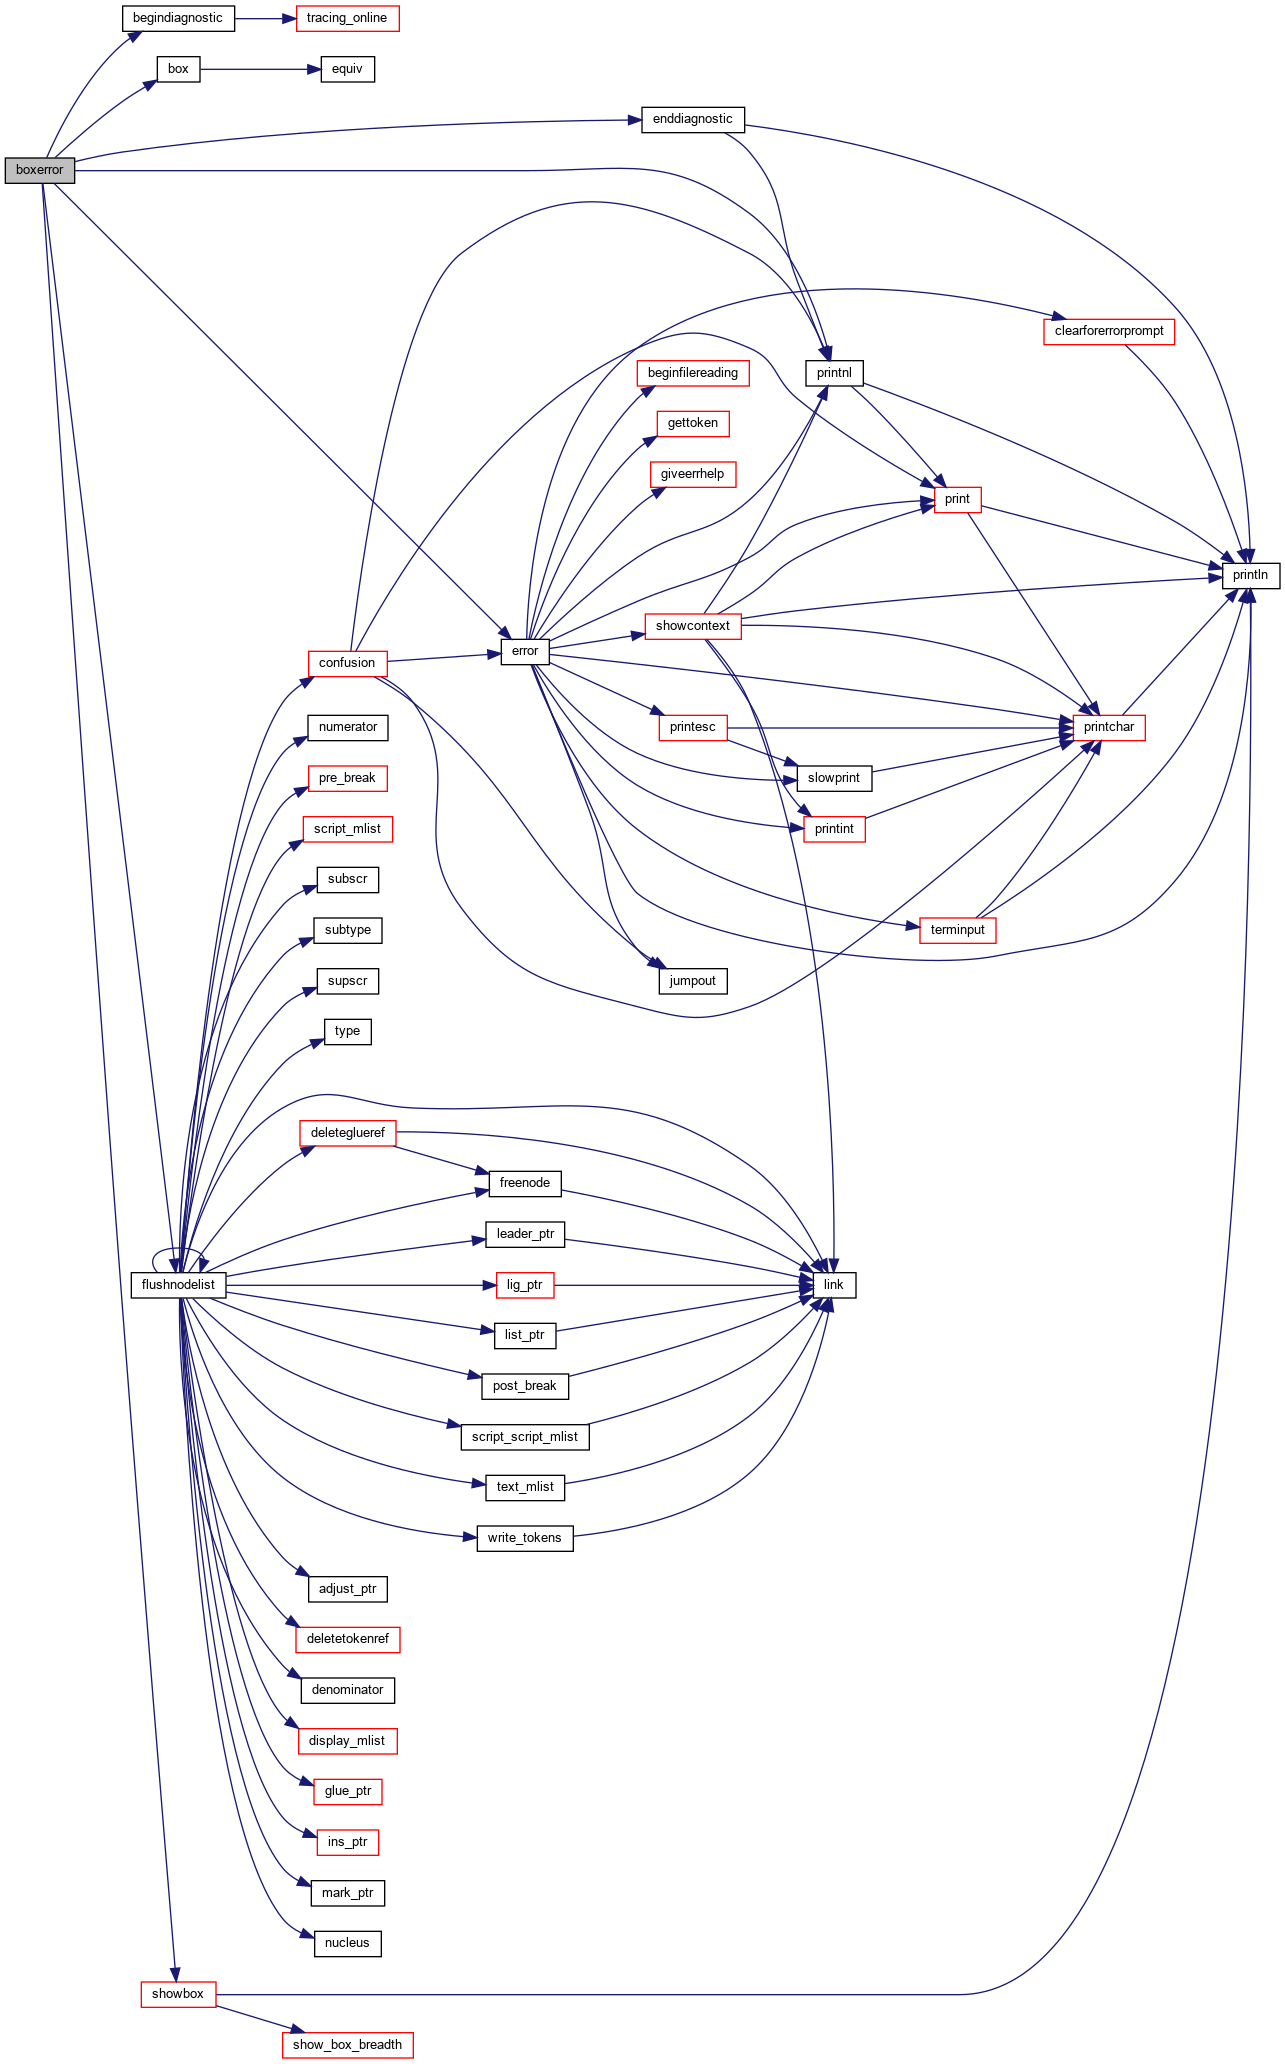 begindiagnostic
tracing_online
box
equiv
enddiagnostic
boxerror
clearforerrorprompt
printnl
beginfilereading
gettoken
giveerrhelp
print
println
showcontext
error
confusion
numerator
printesc
printchar
pre_break
slowprint
script_mlist
printint
subscr
subtype
terminput
supscr
jumpout
type
deleteglueref
freenode
leader_ptr
flushnodelist
lig_ptr
link
list_ptr
post_break
script_script_mlist
text_mlist
write_tokens
adjust_ptr
deletetokenref
denominator
display_mlist
glue_ptr
ins_ptr
mark_ptr
nucleus
showbox
show_box_breadth